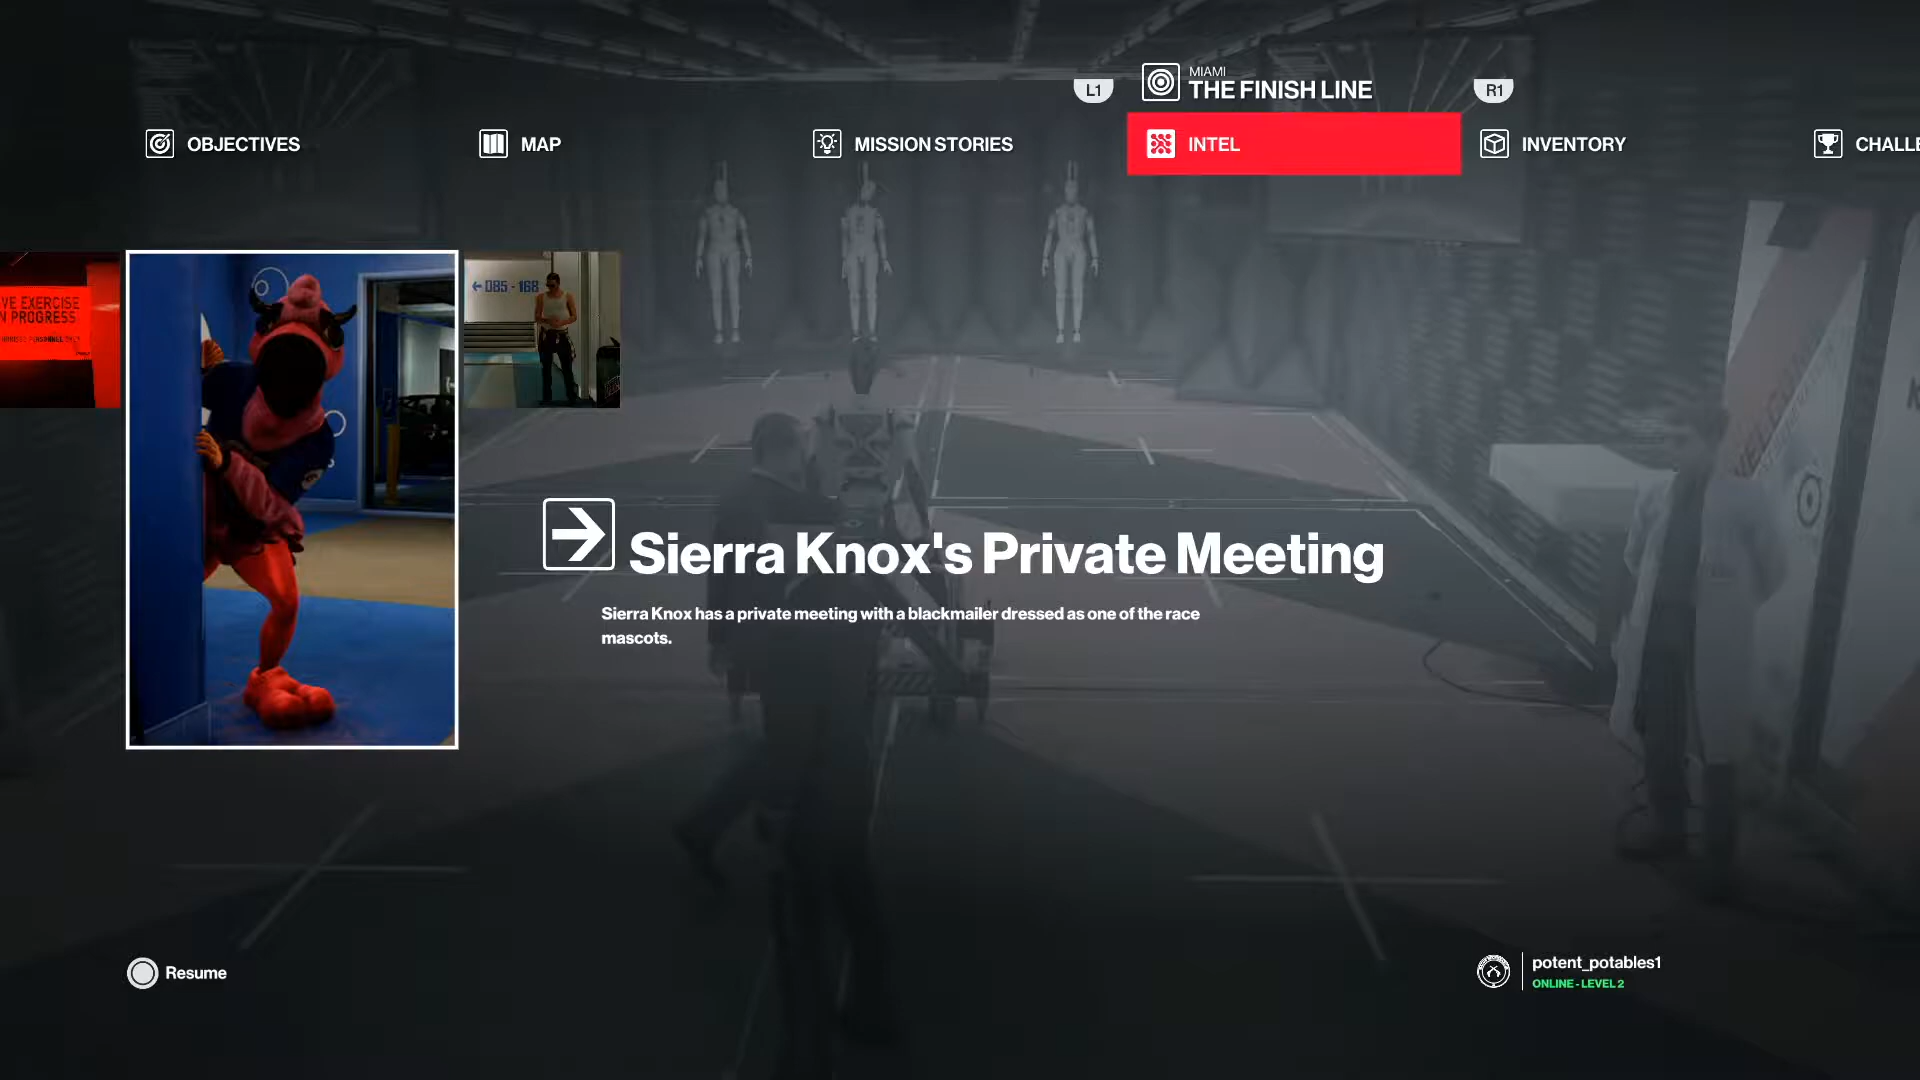 MIAMI
L1
THE FINISH LINE
R1
OBJECTIVES
MAP
MISSION STORIES
INTEL
INVENTORY
CHALLE
VE EXERCISE
N PROGRESS
← 085 - 168
Sierra Knox's Private Meeting
Sierra Knox has a private meeting with a blackmailer dressed as one of the race
mascots.
Resume
potent_potables1
ONLINE - LEVEL 2